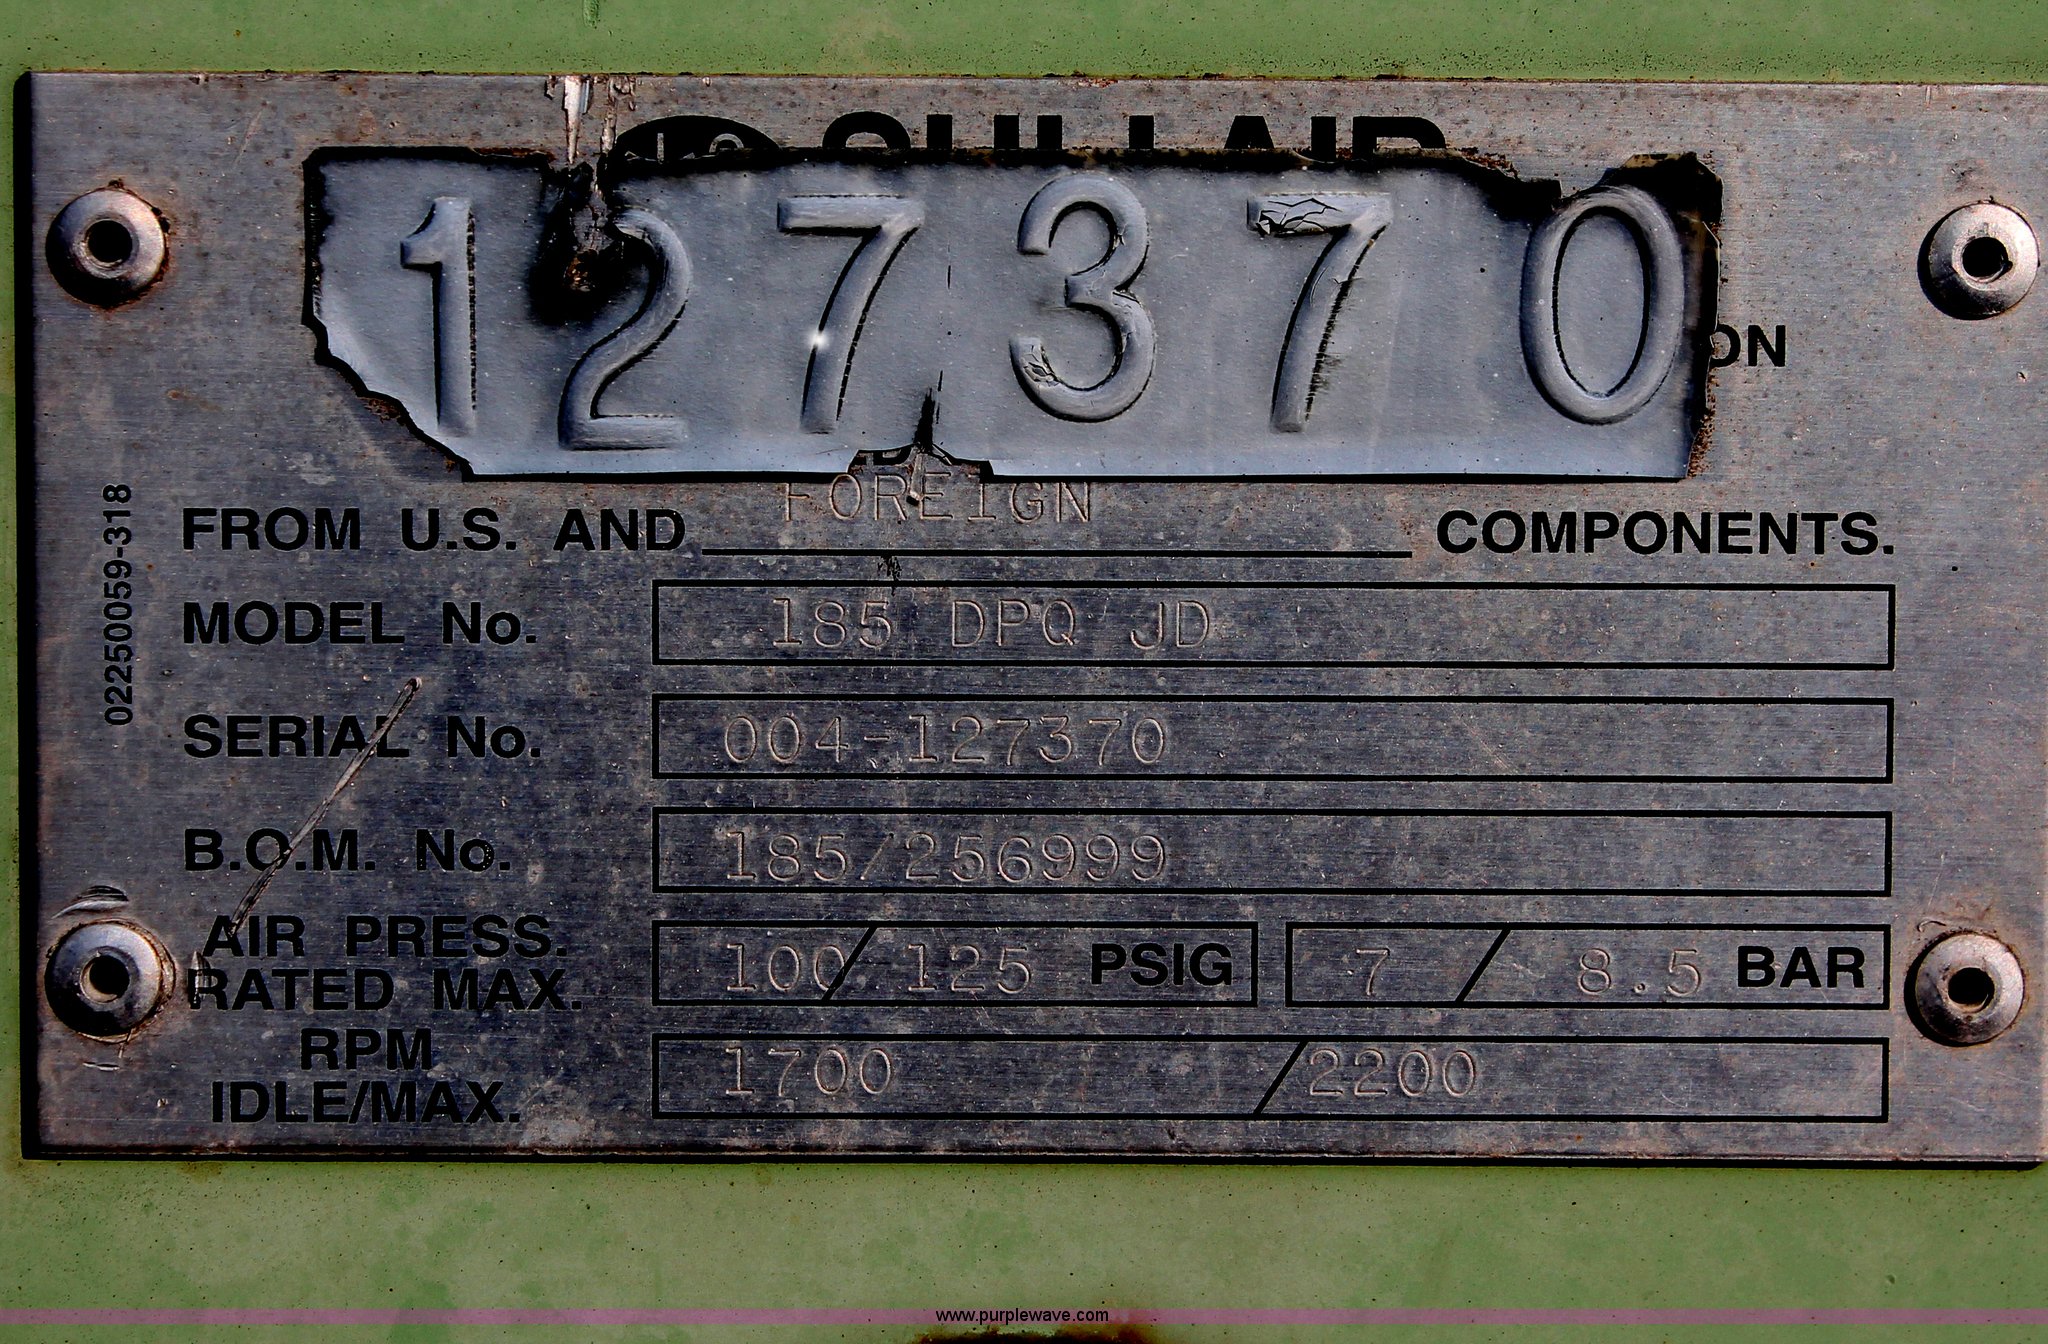 SULLAIR
127370
ON
FOREIGN
FROM U.S. AND COMPONENTS.
02250059-318
MODEL No. 185 DPQ JD
SERIAL No. 004-127370
B.O.M. No. 185/256999
AIR PRESS.
RATED MAX. 100/125 PSIG 7/8.5 BAR
RPM
IDLE/MAX. 1700/2200
www.purplewave.com